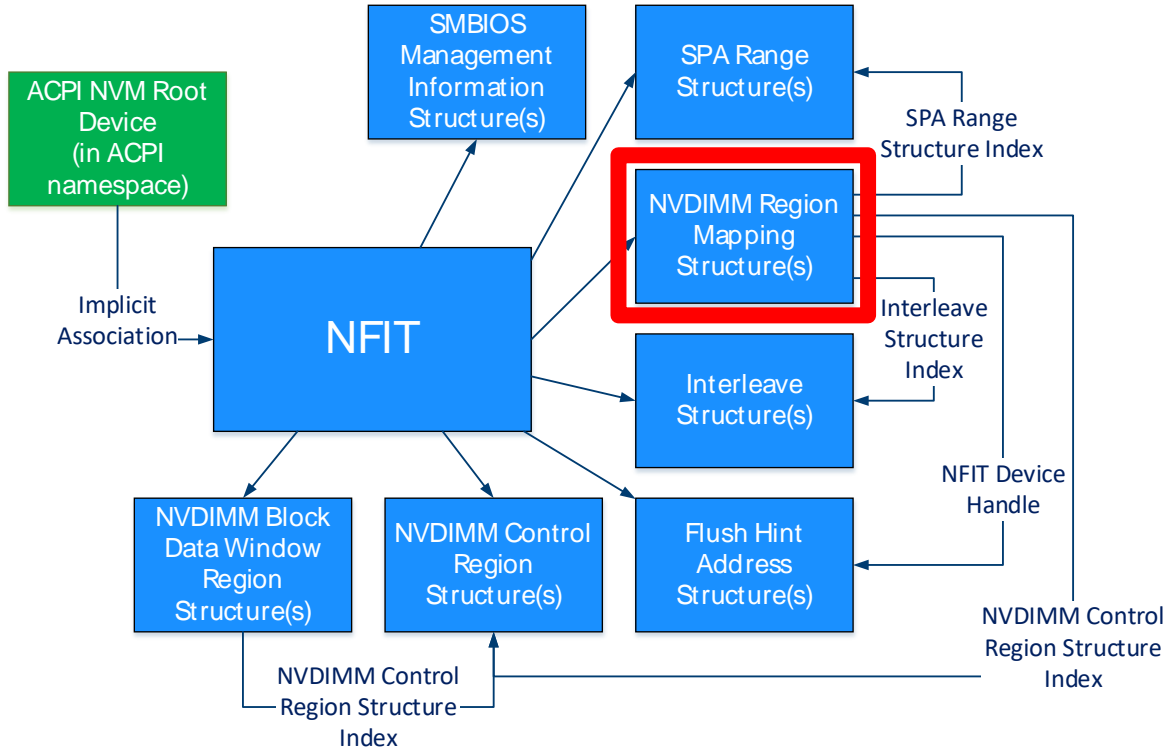 SMBIOS
Management
Information
Structure(s)
SPA Range
Structure(s)
ACPI NVM Root
Device
(in ACPI
namespace)
SPA Range
Structure Index
NVDIMM Region
Mapping
Structure(s)
Implicit
Association
NFIT
Interleave
Structure
Index
Interleave
Structure(s)
NFIT Device
Handle
NVDIMM Block
Data Window
Region
Structure(s)
NVDIMM Control
Region
Structure(s)
Flush Hint
Address
Structure(s)
NVDIMM Control
Region Structure
Index
NVDIMM Control
Region Structure
Index